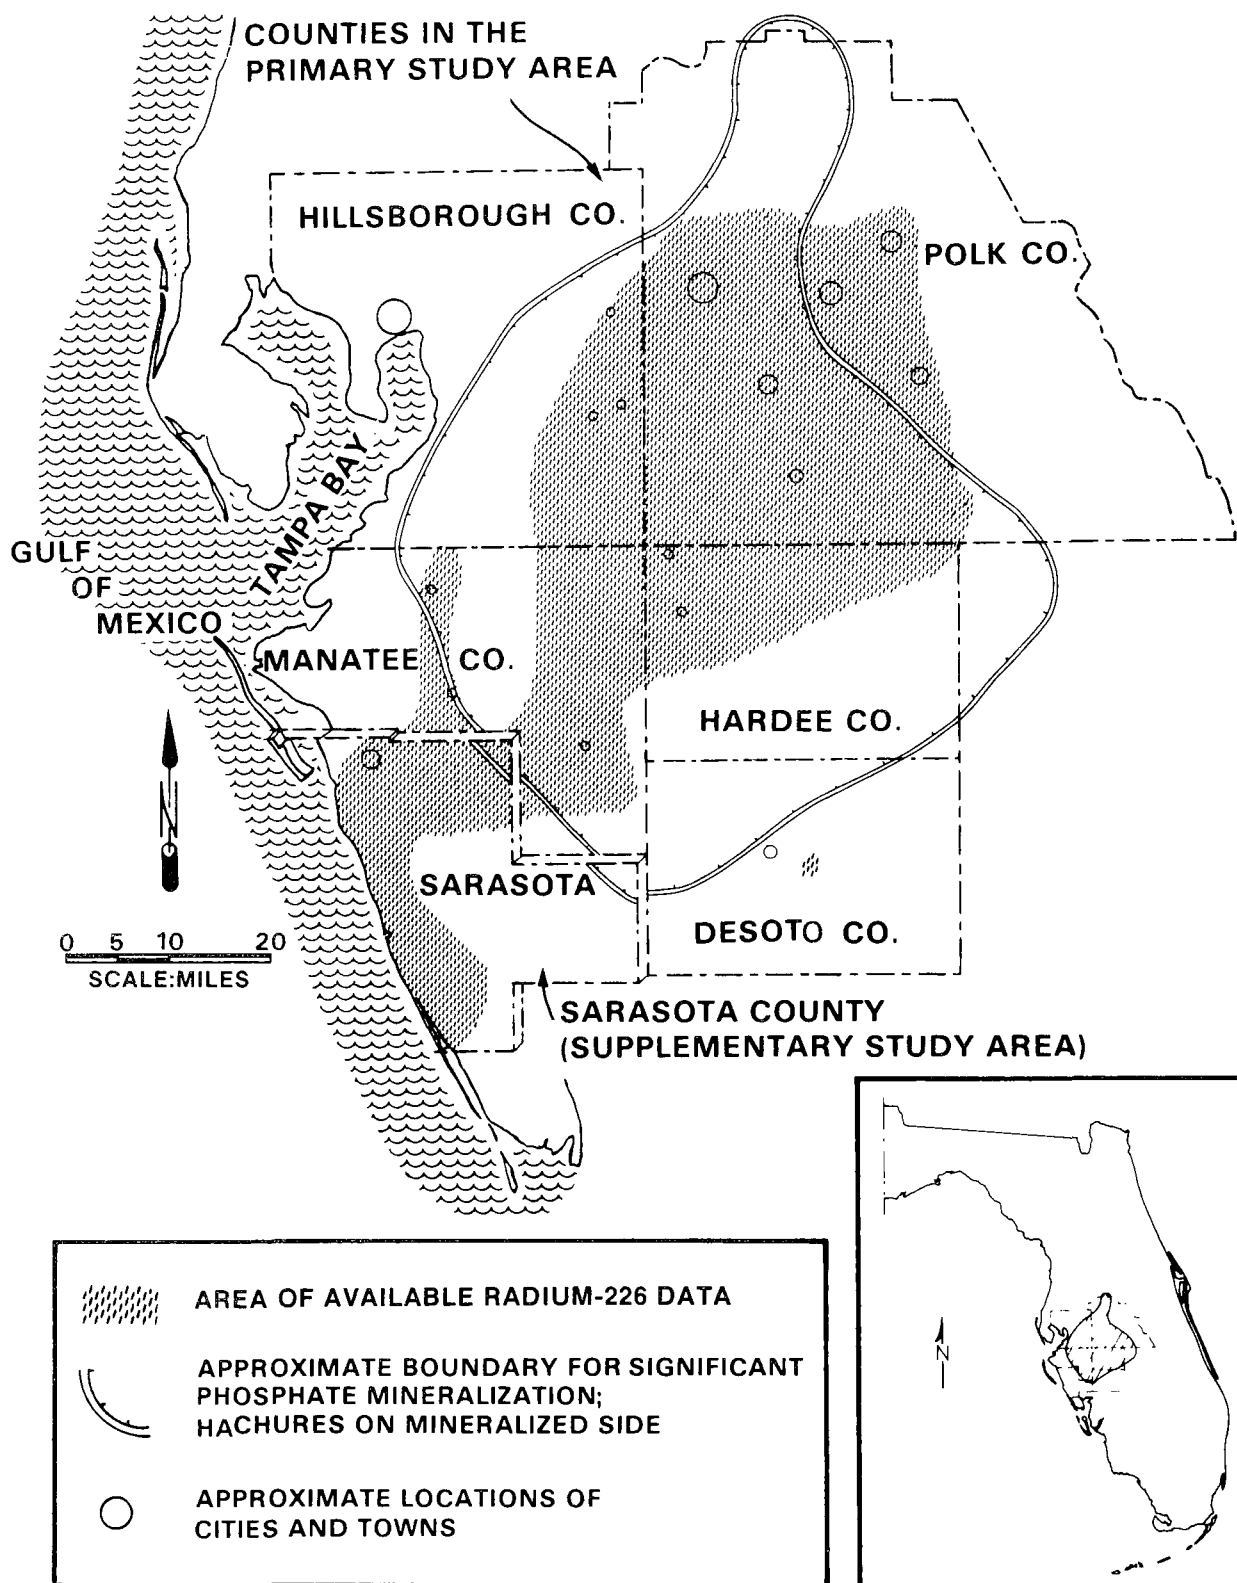 COUNTIES IN THE
PRIMARY STUDY AREA
HILLSBOROUGH CO.
POLK CO.
TAMPA BAY
GULF
OF
MEXICO
MANATEE CO.
HARDEE CO.
SARASOTA
DESOTO CO.
N
0 5 10 20
SCALE:MILES
SARASOTA COUNTY
(SUPPLEMENTARY STUDY AREA)
AREA OF AVAILABLE RADIUM-226 DATA
APPROXIMATE BOUNDARY FOR SIGNIFICANT
PHOSPHATE MINERALIZATION;
HACHURES ON MINERALIZED SIDE
APPROXIMATE LOCATIONS OF
CITIES AND TOWNS
N